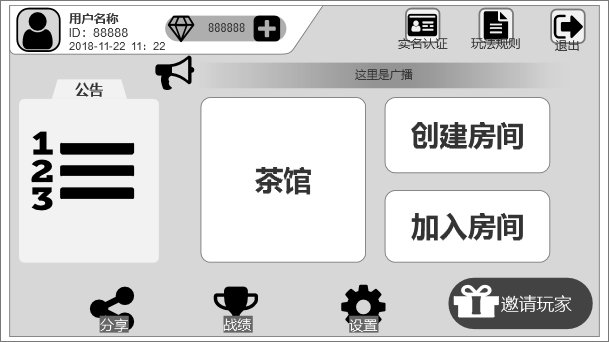 用户名称
ID：88888
2018-11-22 11：22
888888
实名认证
玩法规则
退出
这里是广播
公告
1
2
3
茶馆
创建房间
加入房间
分享
战绩
设置
邀请玩家